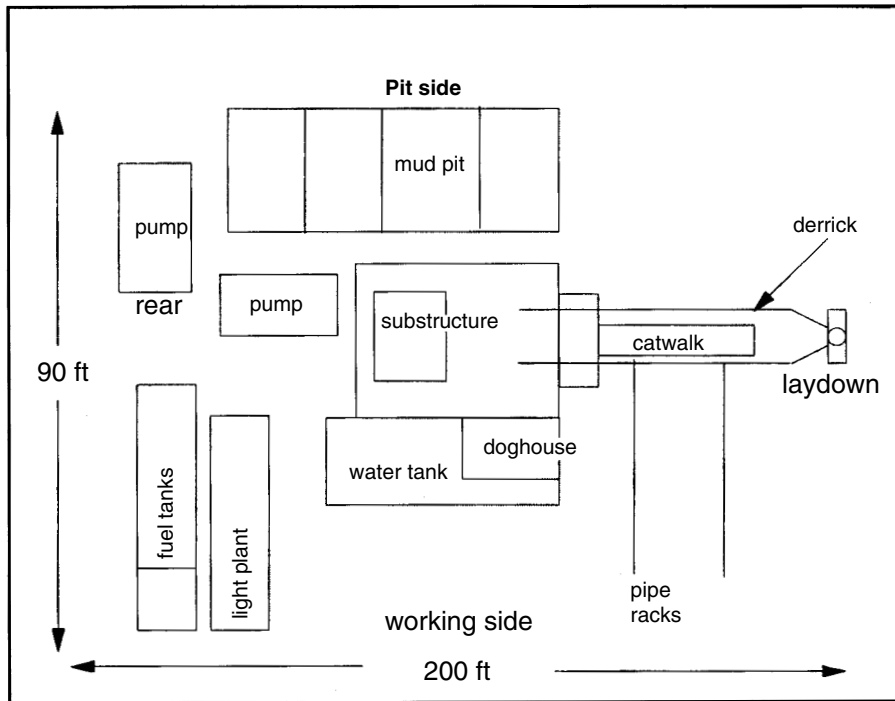 Pit side
mud pit
derrick
pump
rear
pump
substructure
catwalk
90 ft
laydown
doghouse
water tank
fuel tanks
light plant
pipe
racks
working side
200 ft